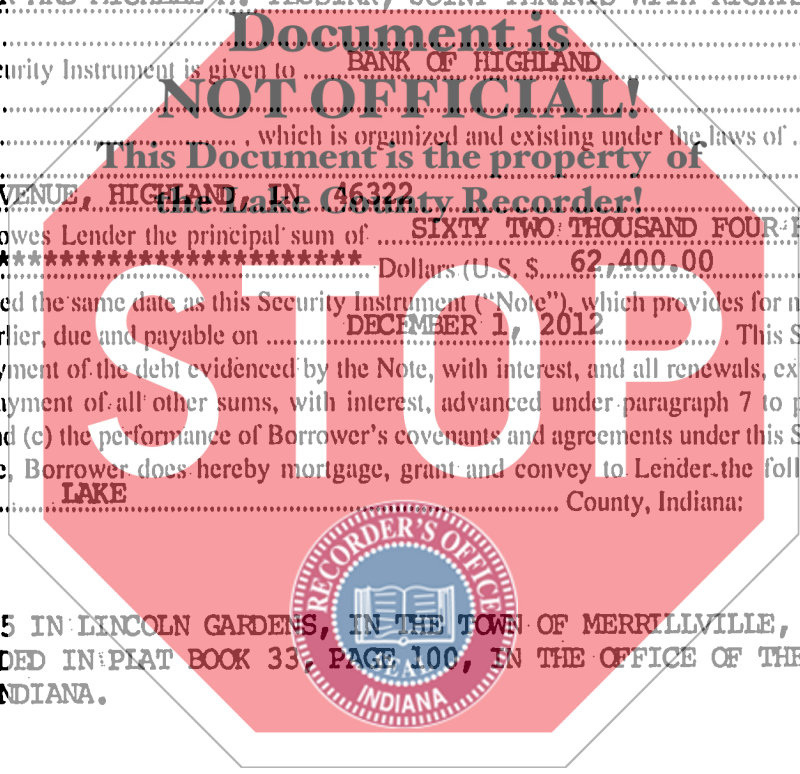 Document is
urity Instrument is given to BANK OF HIGHLAND
NOT OFFICIAL!
, which is organized and existing under the laws of
This Document is the property of
VENUE, HIGHLAND, IN 46322
the Lake County Recorder!
owes Lender the principal sum of SIXTY TWO THOUSAND FOUR H
************************ Dollars (U.S. $ 62,400.00
ed the same date as this Security Instrument ("Note"), which provides for m
rlier, due and payable on DECEMBER 1, 2012 This S
yment of the debt evidenced by the Note, with interest, and all renewals, ex
ayment of all other sums, with interest, advanced under paragraph 7 to p
d (c) the performance of Borrower's covenants and agreements under this S
e, Borrower does hereby mortgage, grant and convey to Lender the foll
LAKE County, Indiana:
STOP
RECORDER'S OFFICE
SEAL
INDIANA
5 IN LINCOLN GARDENS, IN THE TOWN OF MERRILLVILLE,
DED IN PLAT BOOK 33, PAGE 100, IN THE OFFICE OF THE
NDIANA.